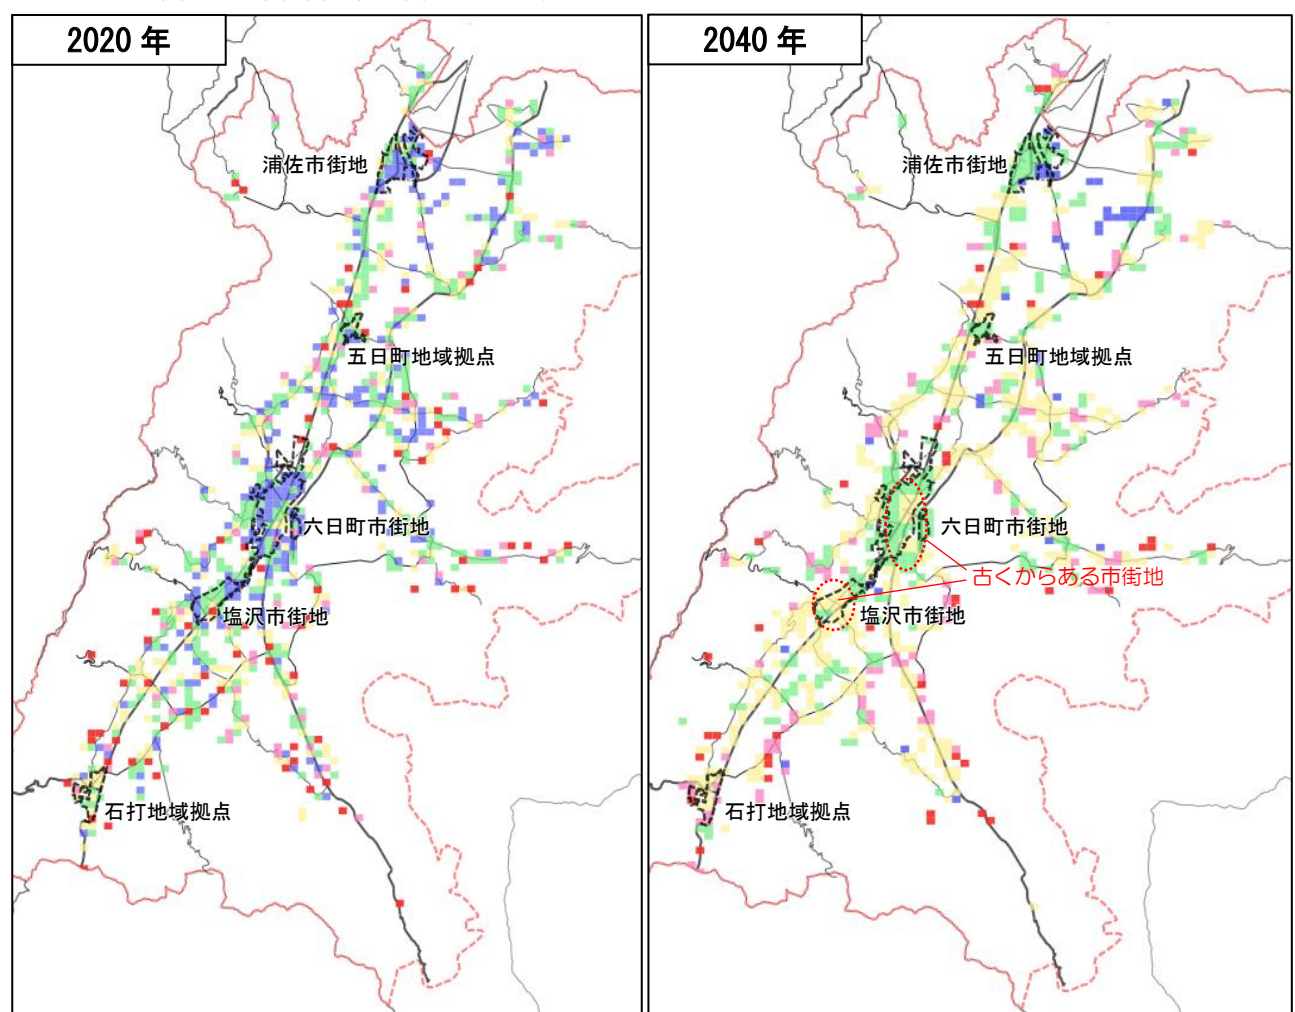 2020 年
浦佐市街地
五日町地域拠点
六日町市街地
塩沢市街地
石打地域拠点
2040 年
浦佐市街地
五日町地域拠点
六日町市街地
古くからある市街地
塩沢市街地
石打地域拠点